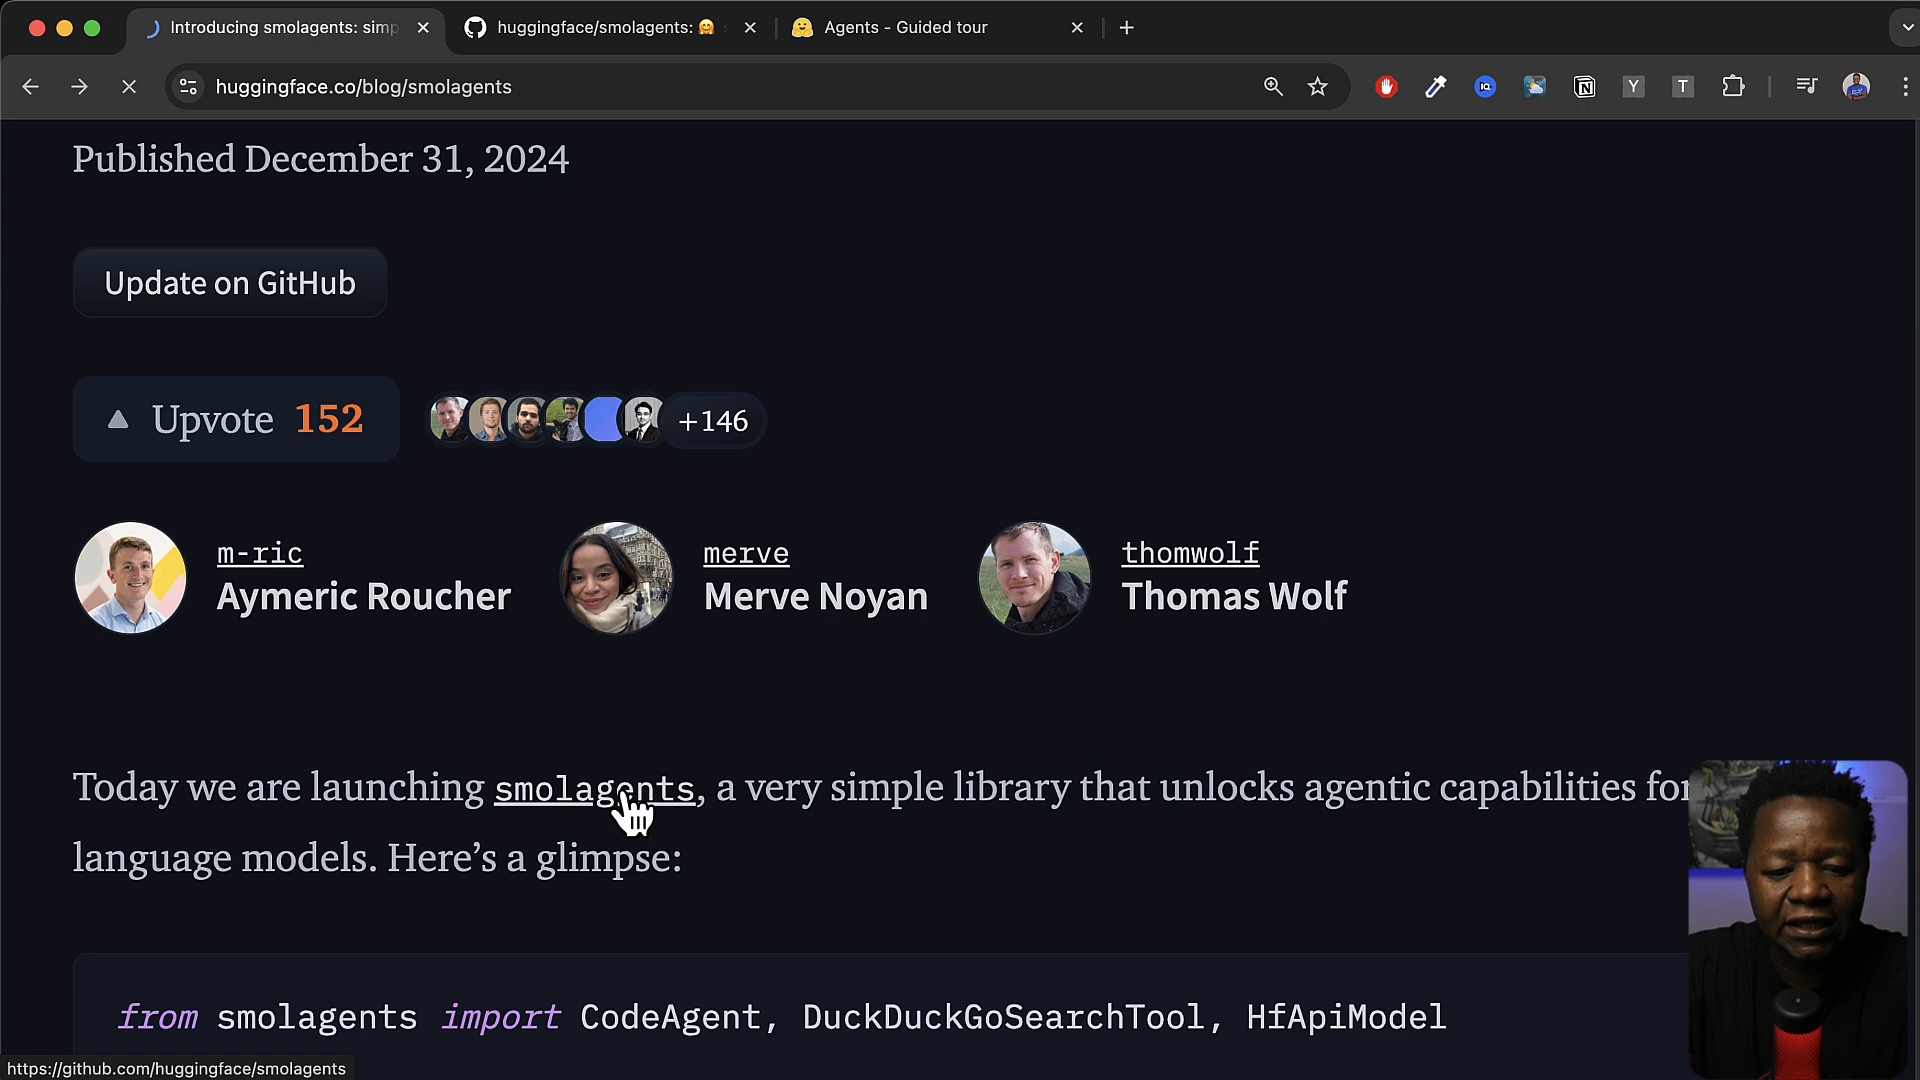 Introducing smolagents: simp
huggingface/smolagents: 🤗
Agents - Guided tour
huggingface.co/blog/smolagents
IQ
N
Y
T
Published December 31, 2024
Update on GitHub
Upvote 152
+146
m-ric
Aymeric Roucher
merve
Merve Noyan
thomwolf
Thomas Wolf
Today we are launching smolagents, a very simple library that unlocks agentic capabilities for
language models. Here’s a glimpse:
from smolagents import CodeAgent, DuckDuckGoSearchTool, HfApiModel
https://github.com/huggingface/smolagents